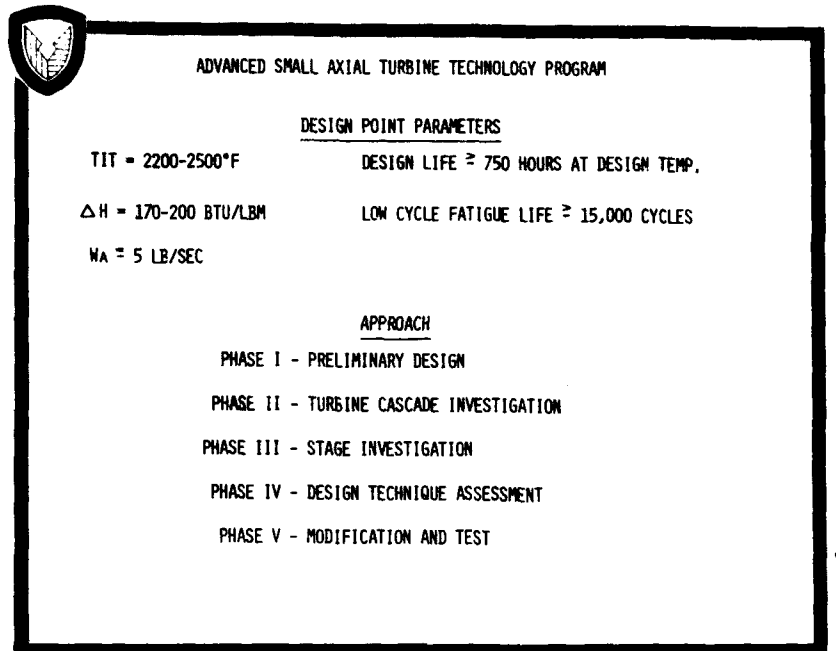 ADVANCED SMALL AXIAL TURBINE TECHNOLOGY PROGRAM
DESIGN POINT PARAMETERS
TIT = 2200-2500°F DESIGN LIFE ≥ 750 HOURS AT DESIGN TEMP.
ΔH = 170-200 BTU/LBM LOW CYCLE FATIGUE LIFE ≥ 15,000 CYCLES
WA = 5 LB/SEC
APPROACH
PHASE I - PRELIMINARY DESIGN
PHASE II - TURBINE CASCADE INVESTIGATION
PHASE III - STAGE INVESTIGATION
PHASE IV - DESIGN TECHNIQUE ASSESSMENT
PHASE V - MODIFICATION AND TEST